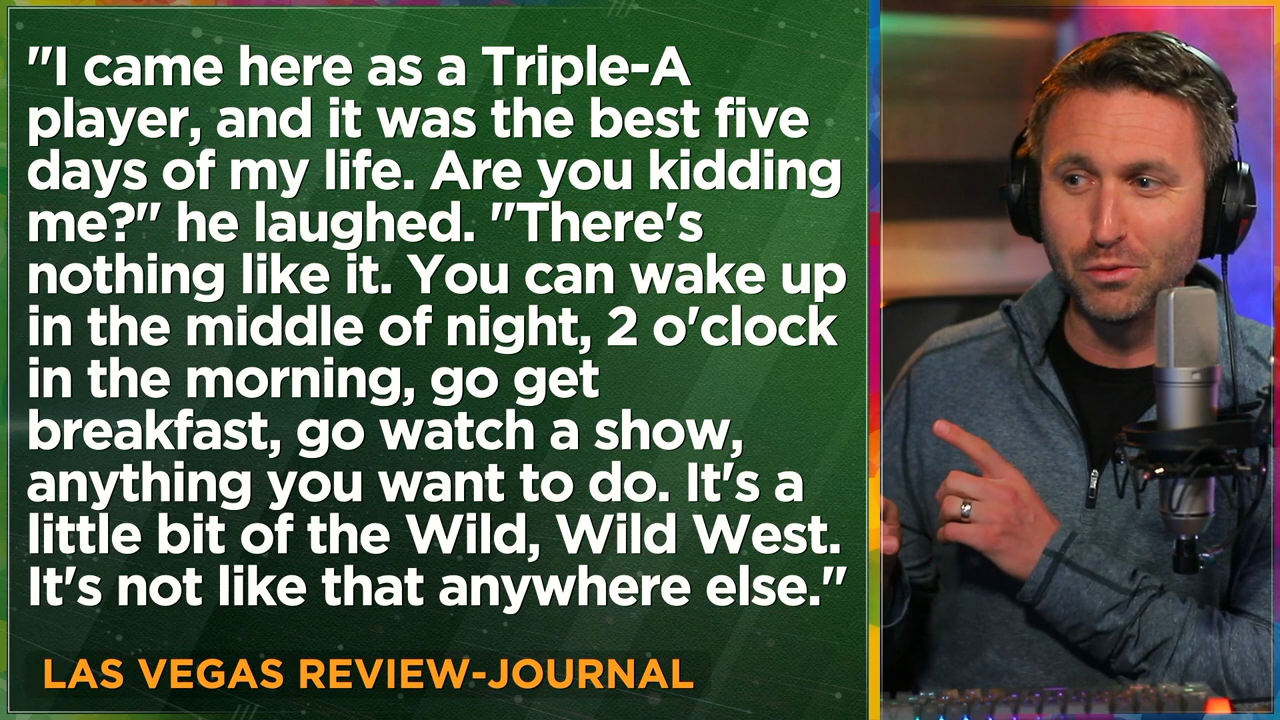 "I came here as a Triple-A
player, and it was the best five
days of my life. Are you kidding
me?" he laughed. "There's
nothing like it. You can wake up
in the middle of night, 2 o'clock
in the morning, go get
breakfast, go watch a show,
anything you want to do. It's a
little bit of the Wild, Wild West.
It's not like that anywhere else."
LAS VEGAS REVIEW-JOURNAL